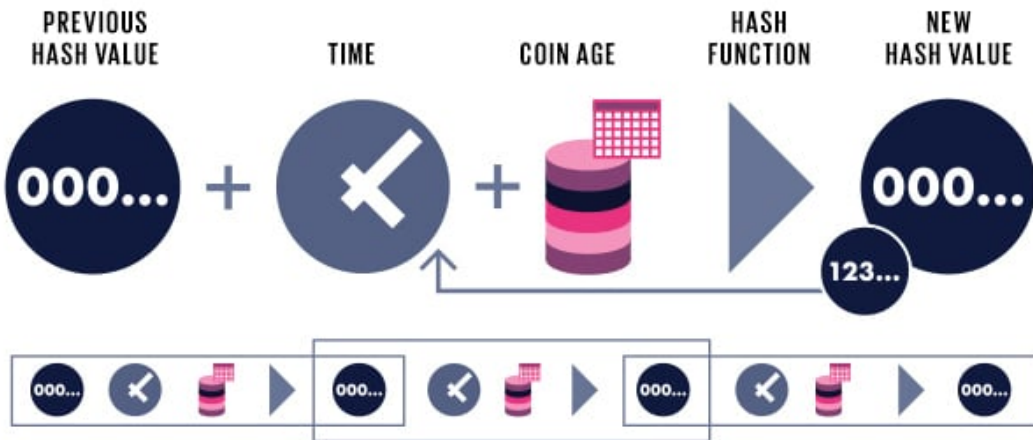 PREVIOUS
HASH VALUE
TIME
COIN AGE
HASH
FUNCTION
NEW
HASH VALUE
000...
+
+
000...
123...
000...
000...
000...
000...